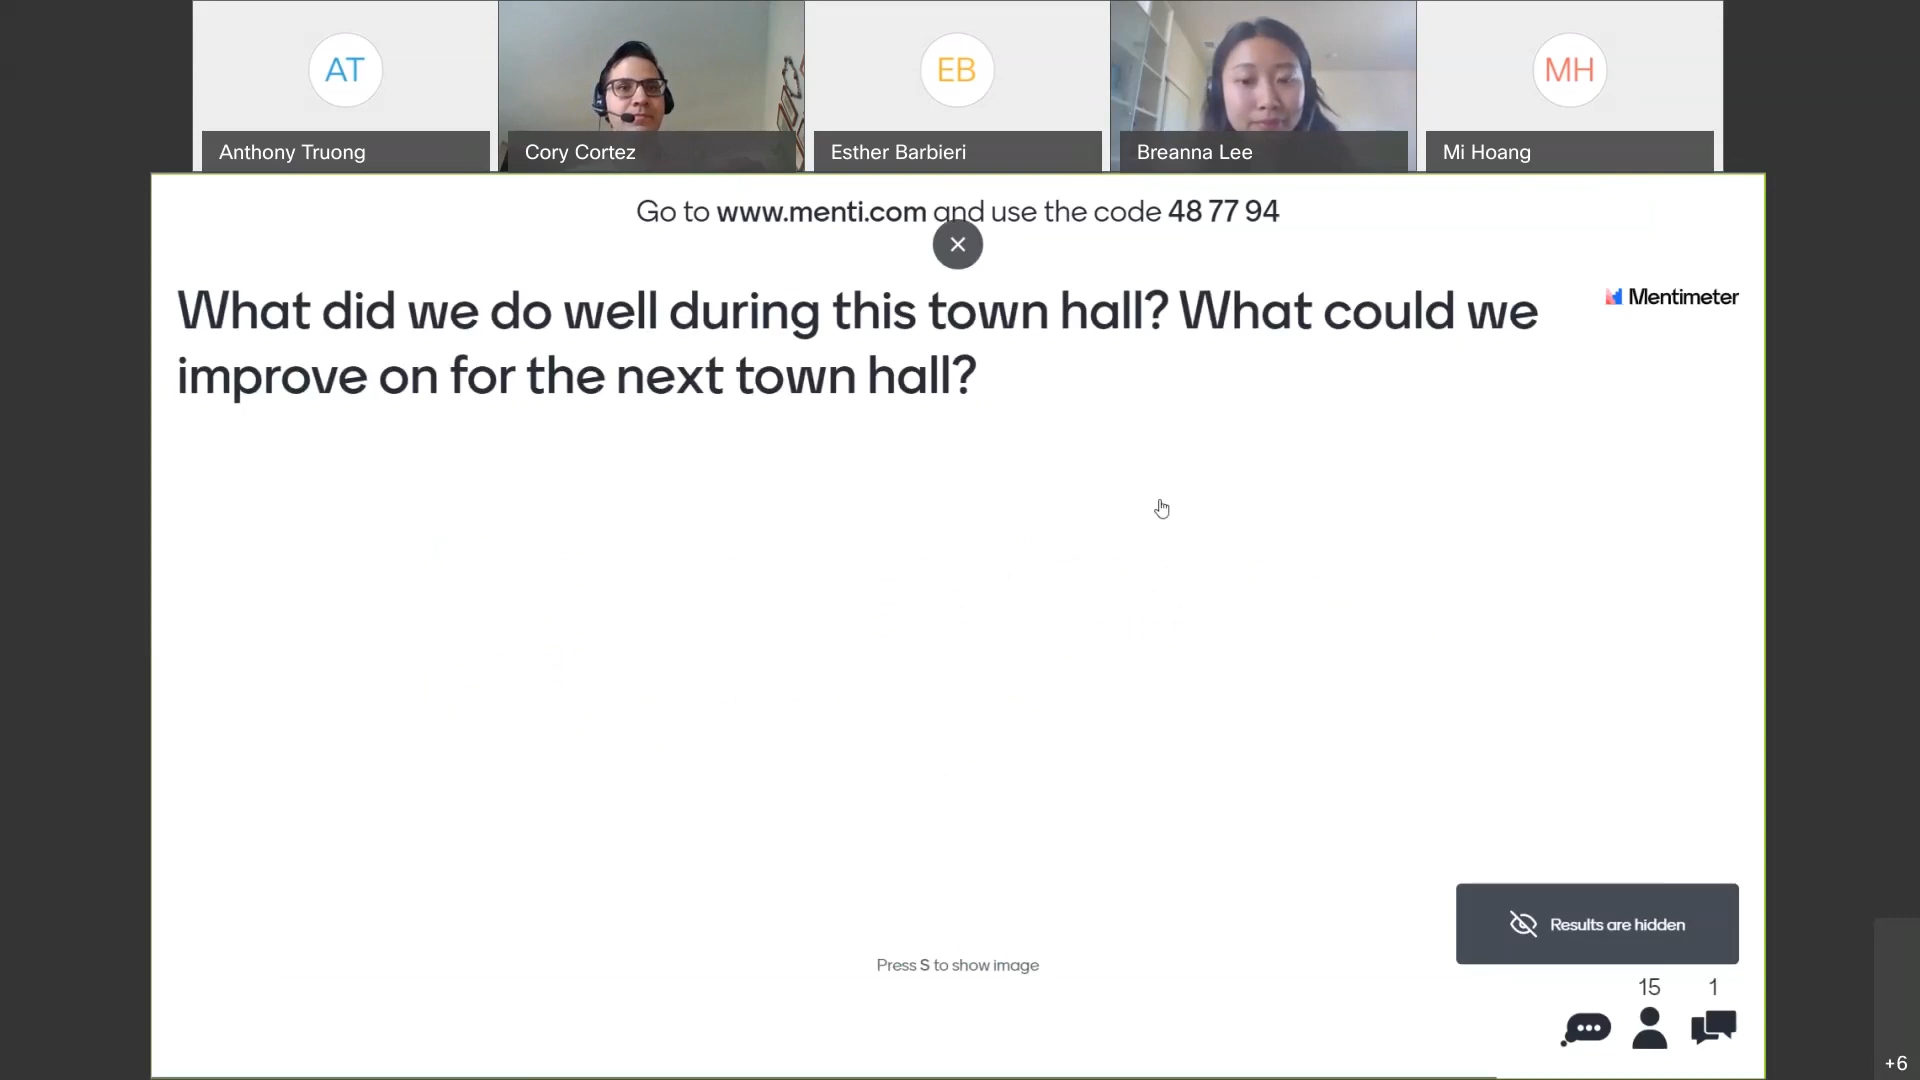 AT
EB
MH
Anthony Truong
Cory Cortez
Esther Barbieri
Breanna Lee
Mi Hoang
Go to www.menti.com and use the code 48 77 94
What did we do well during this town hall? What could we
improve on for the next town hall?
Mentimeter
Results are hidden
Press S to show image
15
1
+6